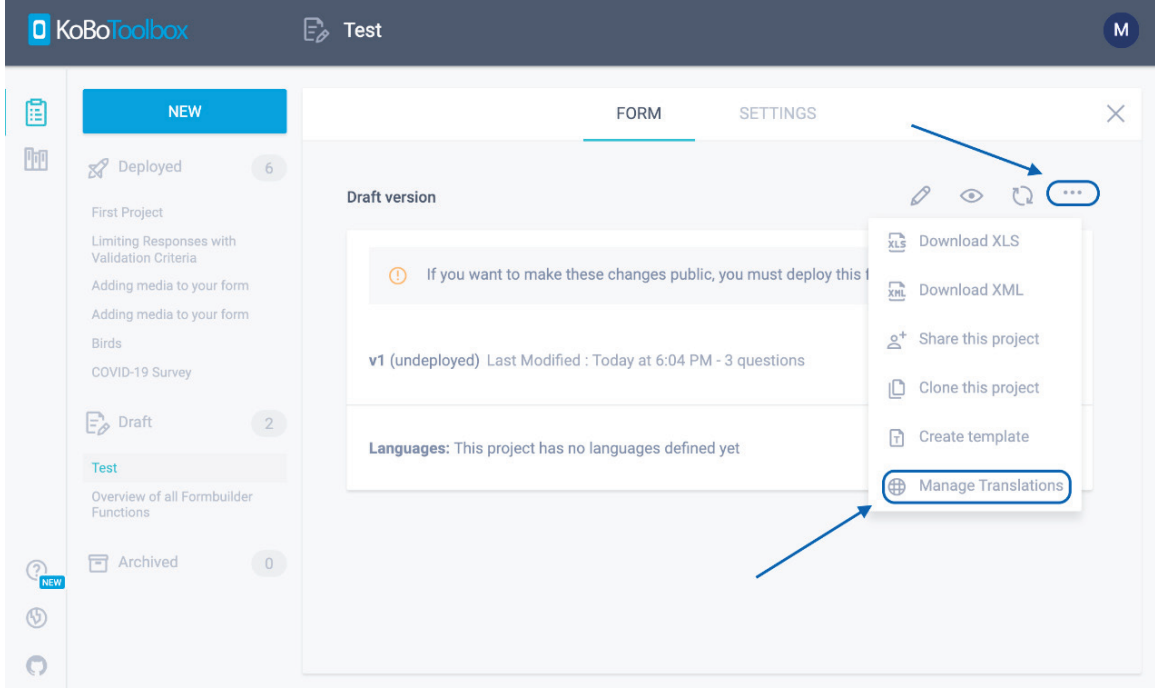 KoBoToolbox
Test
M
NEW
FORM
SETTINGS
Deployed 6
First Project
Limiting Responses with
Validation Criteria
Adding media to your form
Adding media to your form
Birds
COVID-19 Survey
Draft 2
Test
Overview of all Formbuilder
Functions
Archived 0
NEW
Draft version
If you want to make these changes public, you must deploy this f
v1 (undeployed) Last Modified : Today at 6:04 PM - 3 questions
Languages: This project has no languages defined yet
XLS Download XLS
XML Download XML
Share this project
Clone this project
T Create template
Manage Translations